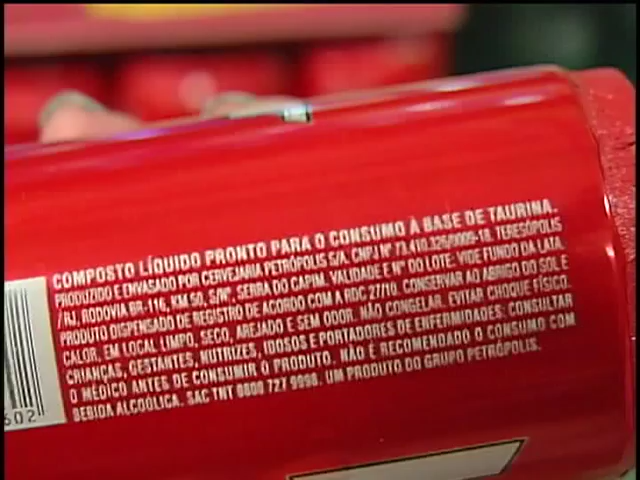 COMPOSTO LÍQUIDO PRONTO PARA O CONSUMO À BASE DE TAURINA.
PRODUZIDO E ENVASADO POR CERVEJARIA PETRÓPOLIS S/A. CNPJ Nº 73.410.326/0009-18. TERESÓPOLIS
/ RJ, RODOVIA BR-116, KM 50, S/Nº, SERRA DO CAPIM. VALIDADE E Nº DO LOTE: VIDE FUNDO DA LATA.
PRODUTO DISPENSADO DE REGISTRO DE ACORDO COM A RDC 27/10. CONSERVAR AO ABRIGO DO SOL E
CALOR, EM LOCAL LIMPO, SECO, AREJADO E SEM ODOR. NÃO CONGELAR. EVITAR CHOQUE FÍSICO.
CRIANÇAS, GESTANTES, NUTRIZES, IDOSOS E PORTADORES DE ENFERMIDADES: CONSULTAR
O MÉDICO ANTES DE CONSUMIR O PRODUTO. NÃO É RECOMENDADO O CONSUMO COM
BEBIDA ALCOÓLICA. SAC TNT 0800 727 9998. UM PRODUTO DO GRUPO PETRÓPOLIS.
602